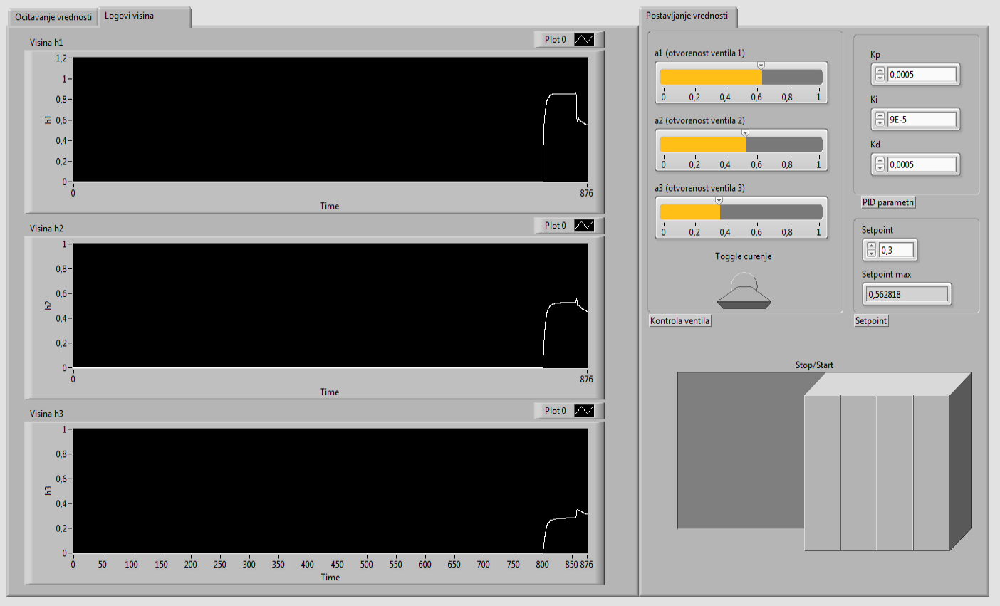 Ocitavanje vrednosti
Logovi visina
Visina h1
Plot 0
1,2
1
0,8
0,6
0,4
0,2
0
h1
0
876
Time
Visina h2
Plot 0
1
0,8
0,6
0,4
0,2
0
h2
0
876
Time
Visina h3
Plot 0
1
0,8
0,6
0,4
0,2
0
h3
0 50 100 150 200 250 300 350 400 450 500 550 600 650 700 750 800 850 876
Time
Postavljanje vrednosti
a1 (otvorenost ventila 1)
0 0,2 0,4 0,6 0,8 1
a2 (otvorenost ventila 2)
0 0,2 0,4 0,6 0,8 1
a3 (otvorenost ventila 3)
0 0,2 0,4 0,6 0,8 1
Toggle curenje
Kontrola ventila
Kp
0,0005
Ki
9E-5
Kd
0,0005
PID parametri
Setpoint
0,3
Setpoint max
0,562818
Setpoint
Stop/Start